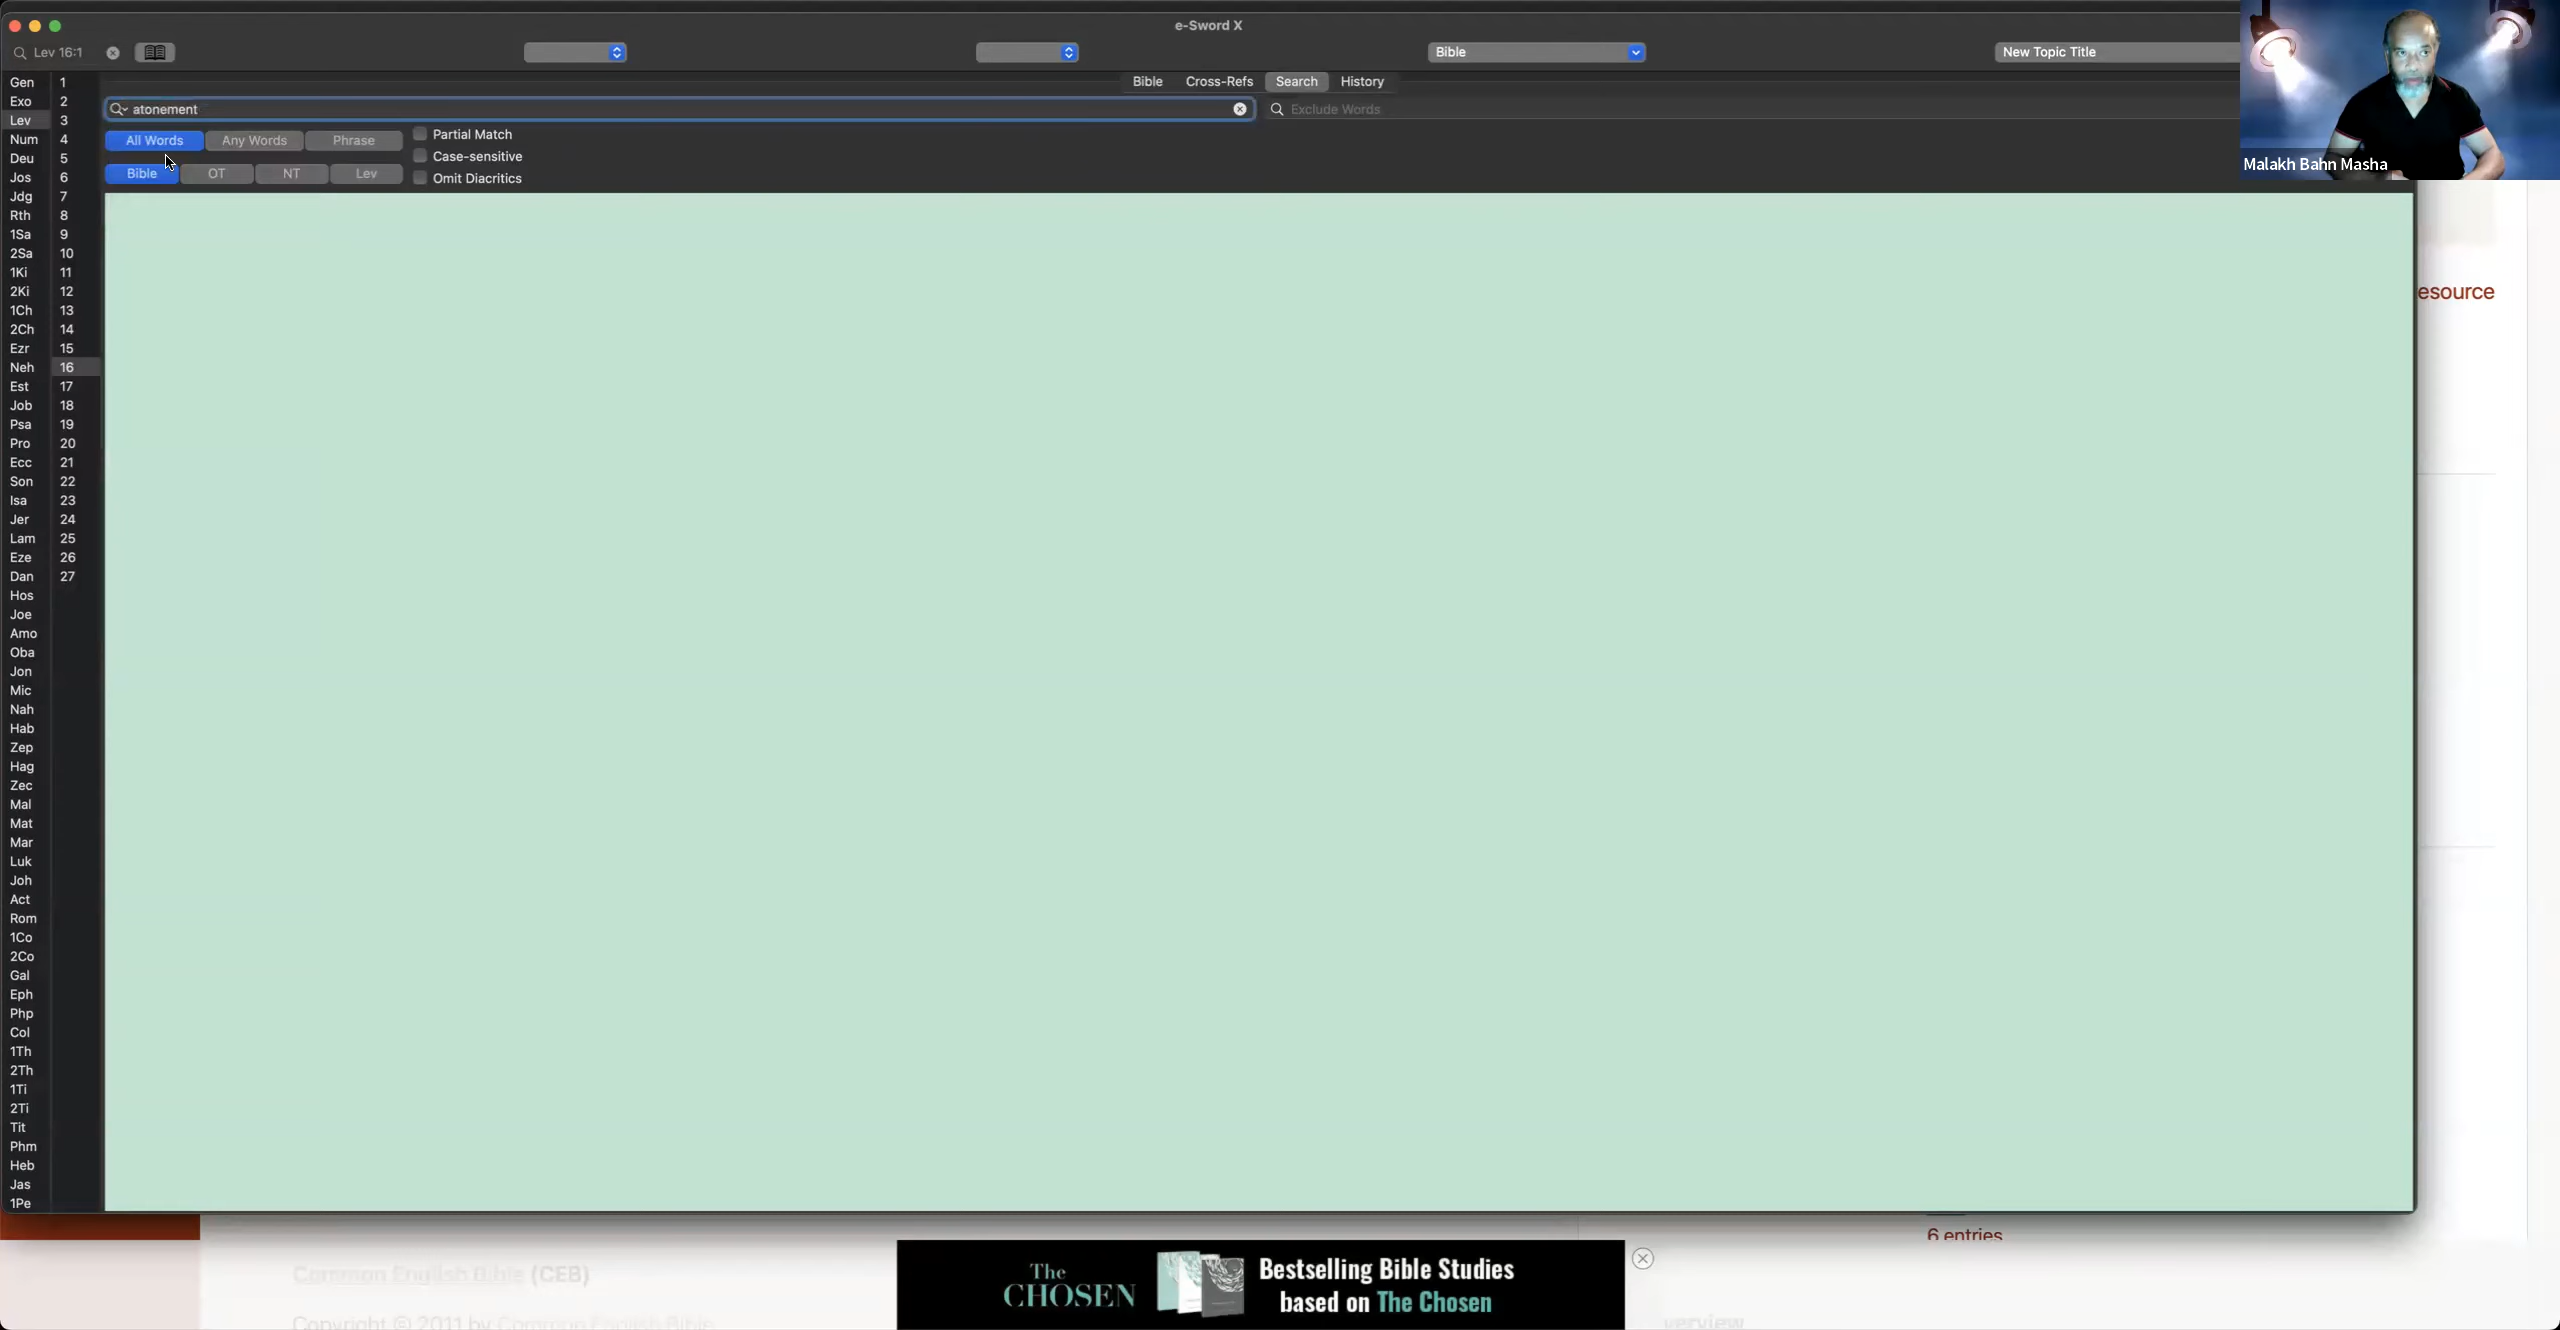 e-Sword X
Lev 16:1
Bible
New Topic Title
Bible Cross-Refs Search History
atonement
Exclude Words
All Words Any Words Phrase
Partial Match
Case-sensitive
Bible OT NT Lev
Omit Diacritics
Malakh Bahn Masha
Gen 1
Exo 2
Lev 3
Num 4
Deu 5
Jos 6
Jdg 7
Rth 8
1Sa 9
2Sa 10
1Ki 11
2Ki 12
1Ch 13
2Ch 14
Ezr 15
Neh 16
Est 17
Job 18
Psa 19
Pro 20
Ecc 21
Son 22
Isa 23
Jer 24
Lam 25
Eze 26
Dan 27
Hos
Joe
Amo
Oba
Jon
Mic
Nah
Hab
Zep
Hag
Zec
Mal
Mat
Mar
Luk
Joh
Act
Rom
1Co
2Co
Gal
Eph
Php
Col
1Th
2Th
1Ti
2Ti
Tit
Phm
Heb
Jas
1Pe
esource
6 entries
Common English Bible (CEB)
Copyright © 2011 by Common English Bible
The CHOSEN
Bestselling Bible Studies
based on The Chosen
verview